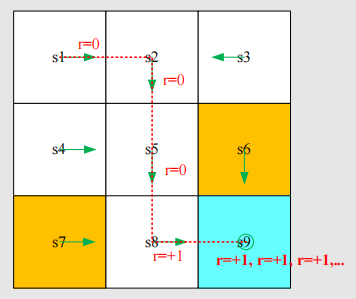 r=0
s1 s2 s3
r=0
s4 s5 s6
r=0
s7 s8 s9
r=+1
r=+1, r=+1, r=+1,...